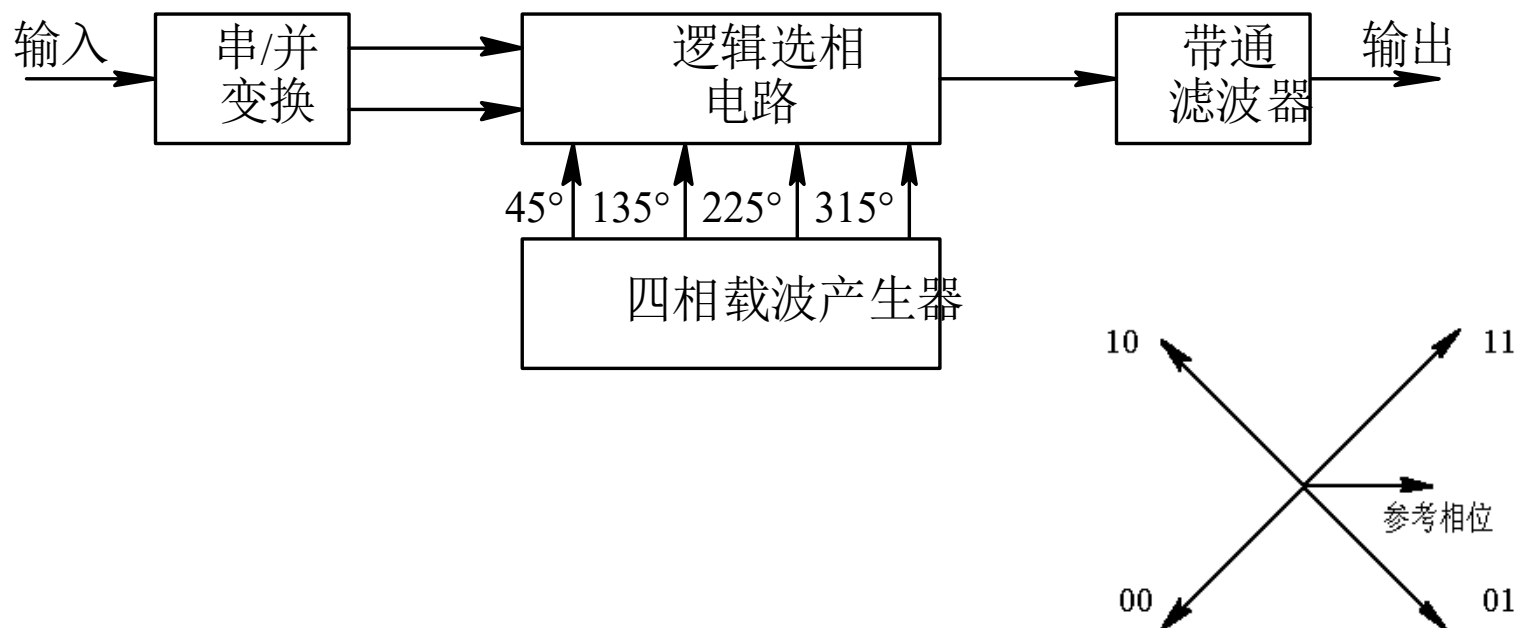 输入
串/并
变换
逻辑选相
电路
带通
滤波器
输出
45° 135° 225° 315°
四相载波产生器
10
11
参考相位
00
01